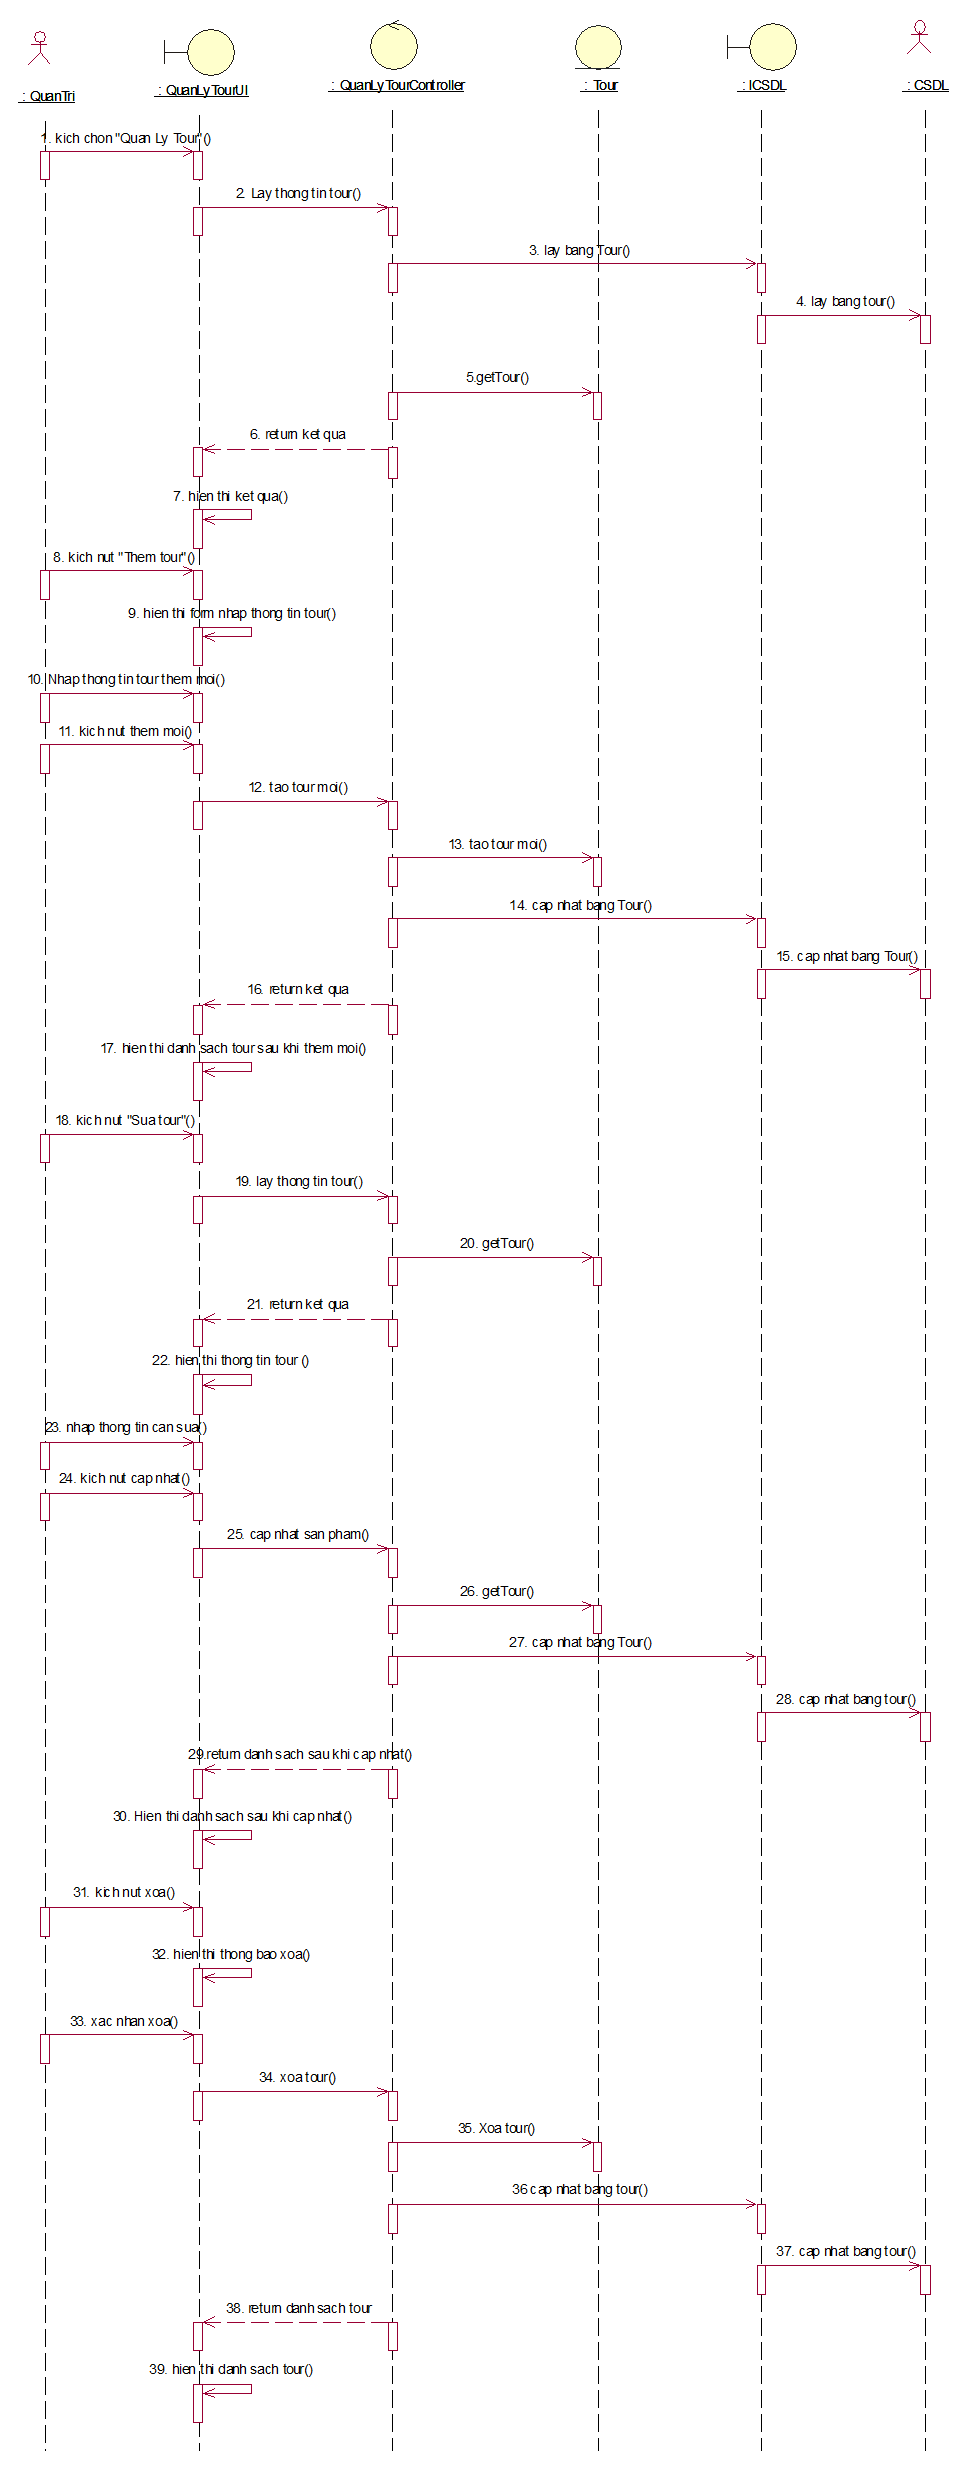 : QuanTri
: QuanLyTourUI
: QuanLyTourController
: Tour
: ICSDL
: CSDL
1. kich chon "Quan Ly Tour"()
2. Lay thong tin tour()
3. lay bang Tour()
4. lay bang tour()
5.getTour()
6. return ket qua
7. hien thi ket qua()
8. kich nut "Them tour"()
9. hien thi form nhap thong tin tour()
10. Nhap thong tin tour them moi()
11. kich nut them moi()
12. tao tour moi()
13. tao tour moi()
14. cap nhat bang Tour()
15. cap nhat bang Tour()
16. return ket qua
17. hien thi danh sach tour sau khi them moi()
18. kich nut "Sua tour"()
19. lay thong tin tour()
20. getTour()
21. return ket qua
22. hien thi thong tin tour ()
23. nhap thong tin can sua()
24. kich nut cap nhat()
25. cap nhat san pham()
26. getTour()
27. cap nhat bang Tour()
28. cap nhat bang tour()
29.return danh sach sau khi cap nhat()
30. Hien thi danh sach sau khi cap nhat()
31. kich nut xoa()
32. hien thi thong bao xoa()
33. xac nhan xoa()
34. xoa tour()
35. Xoa tour()
36 cap nhat bang tour()
37. cap nhat bang tour()
38. return danh sach tour
39. hien thi danh sach tour()